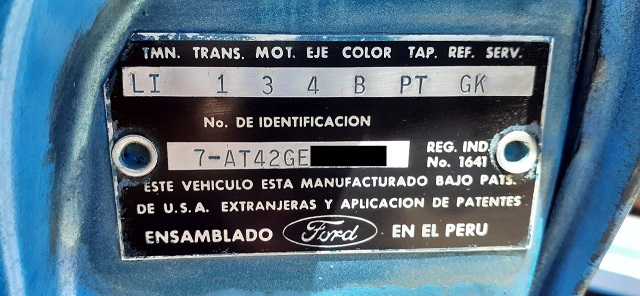 TMN. TRANS. MOT. EJE COLOR TAP. REF. SERV.
LI 1 3 4 B PT GK
No. DE IDENTIFICACION
7-AT42GE
REG. IND.
No. 1641
ESTE VEHICULO ESTA MANUFACTURADO BAJO PATS.
DE U.S.A. EXTRANJERAS Y APLICACION DE PATENTES
ENSAMBLADO Ford EN EL PERU